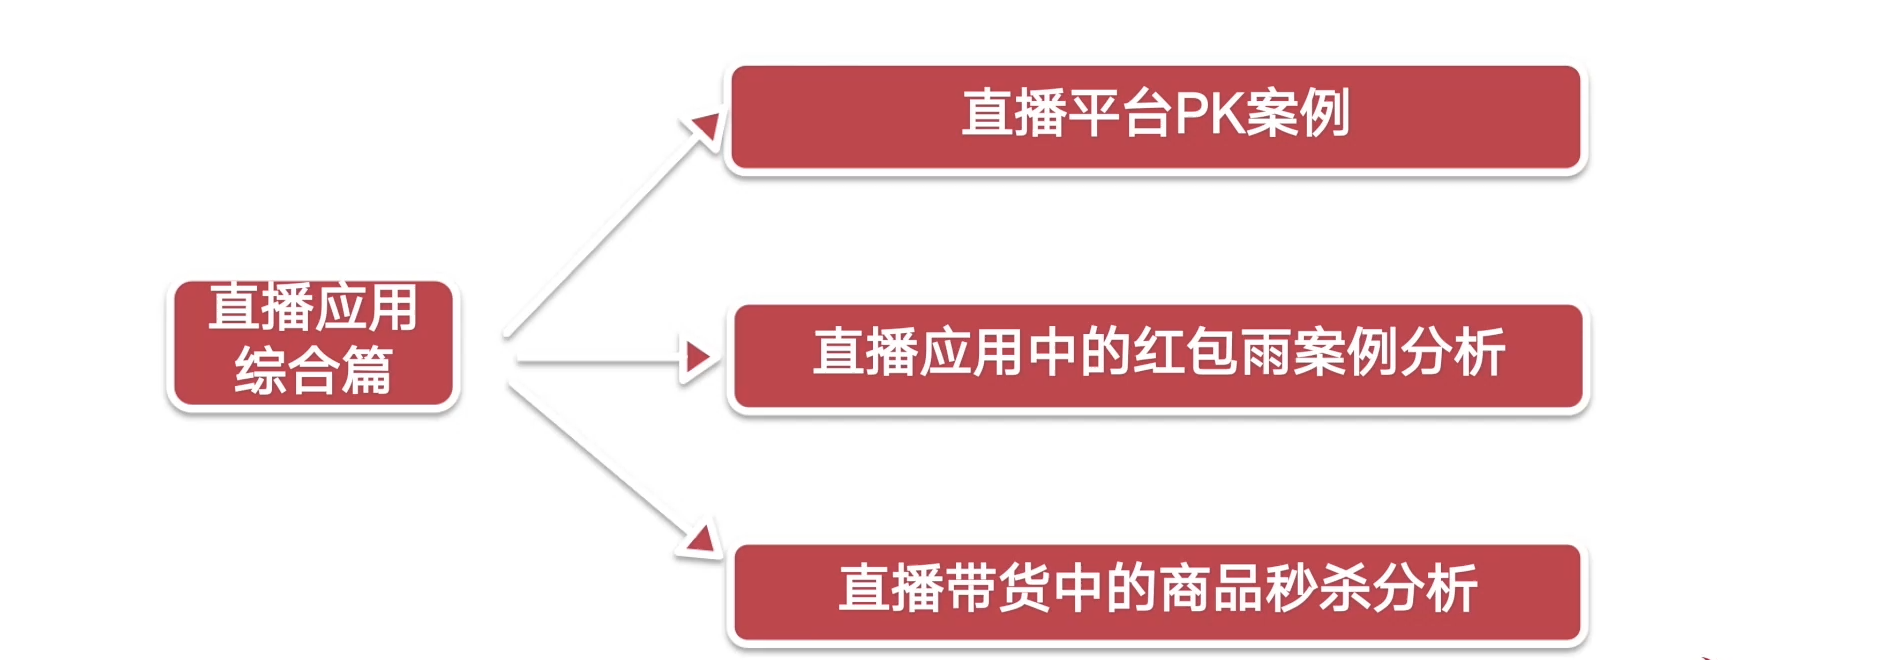 直播平台PK案例
直播应用
综合篇
直播应用中的红包雨案例分析
直播带货中的商品秒杀分析